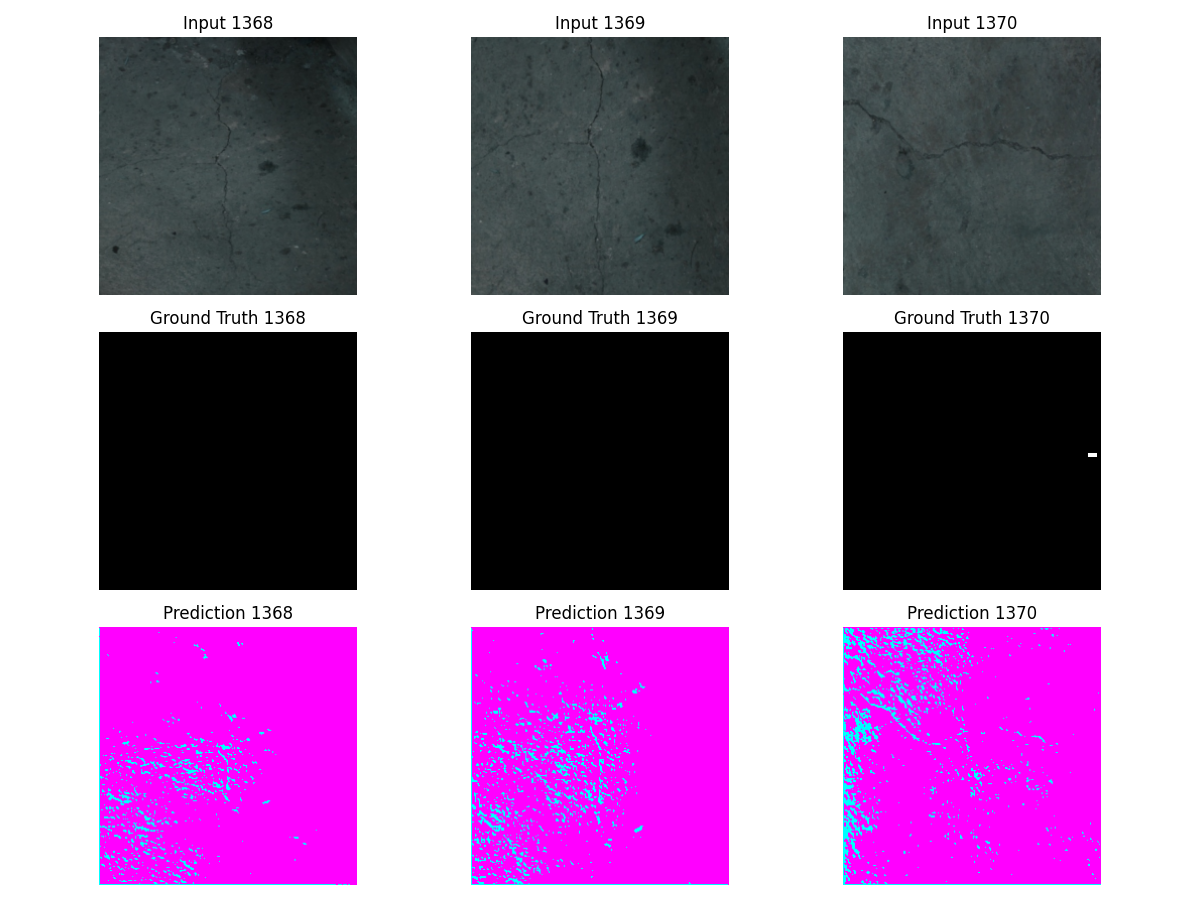 Input 1368
Input 1369
Input 1370
Ground Truth 1368
Ground Truth 1369
Ground Truth 1370
Prediction 1368
Prediction 1369
Prediction 1370